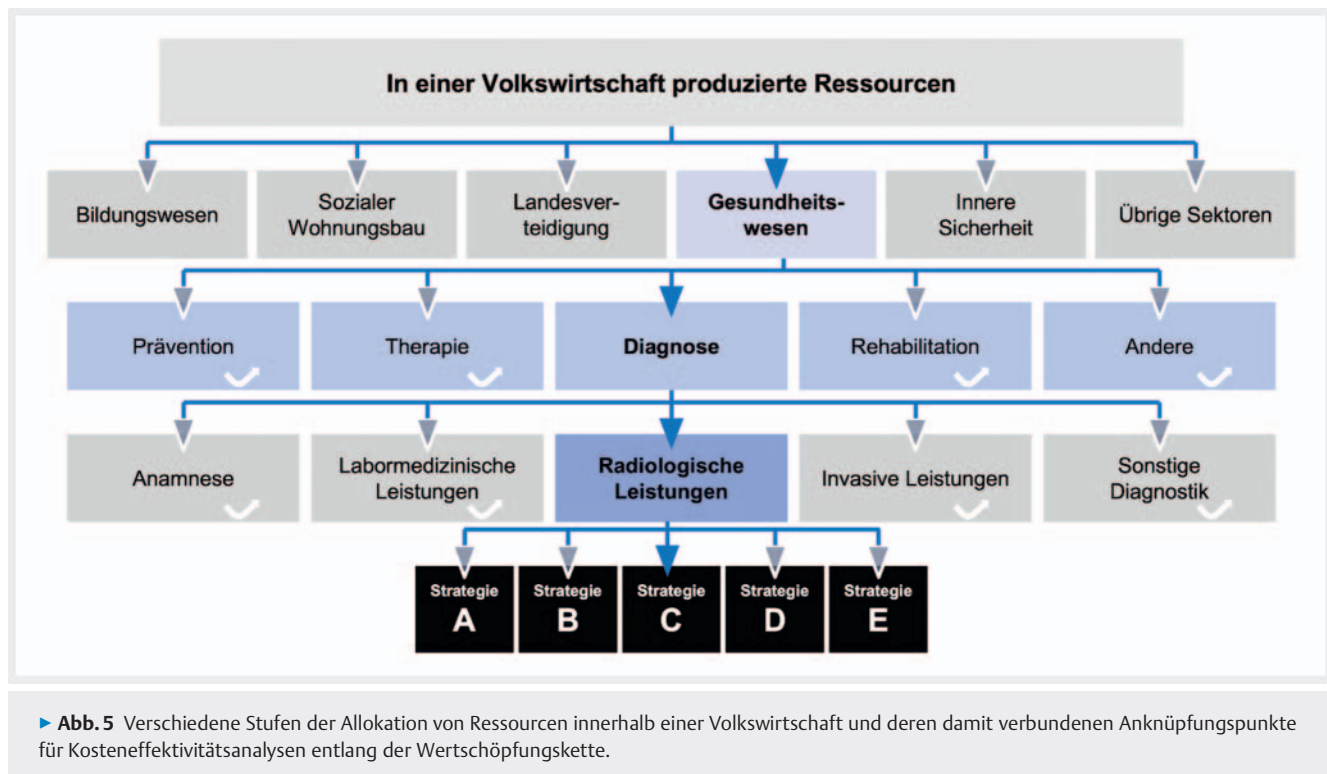 In einer Volkswirtschaft produzierte Ressourcen
Bildungswesen
Sozialer
Wohnungsbau
Landesver-
teidigung
Gesundheits-
wesen
Innere
Sicherheit
Übrige Sektoren
Prävention
Therapie
Diagnose
Rehabilitation
Andere
Anamnese
Labormedizinische
Leistungen
Radiologische
Leistungen
Invasive Leistungen
Sonstige
Diagnostik
Strategie
A
Strategie
B
Strategie
C
Strategie
D
Strategie
E
► Abb. 5 Verschiedene Stufen der Allokation von Ressourcen innerhalb einer Volkswirtschaft und deren damit verbundenen Anknüpfungspunkte
für Kosteneffektivitätsanalysen entlang der Wertschöpfungskette.